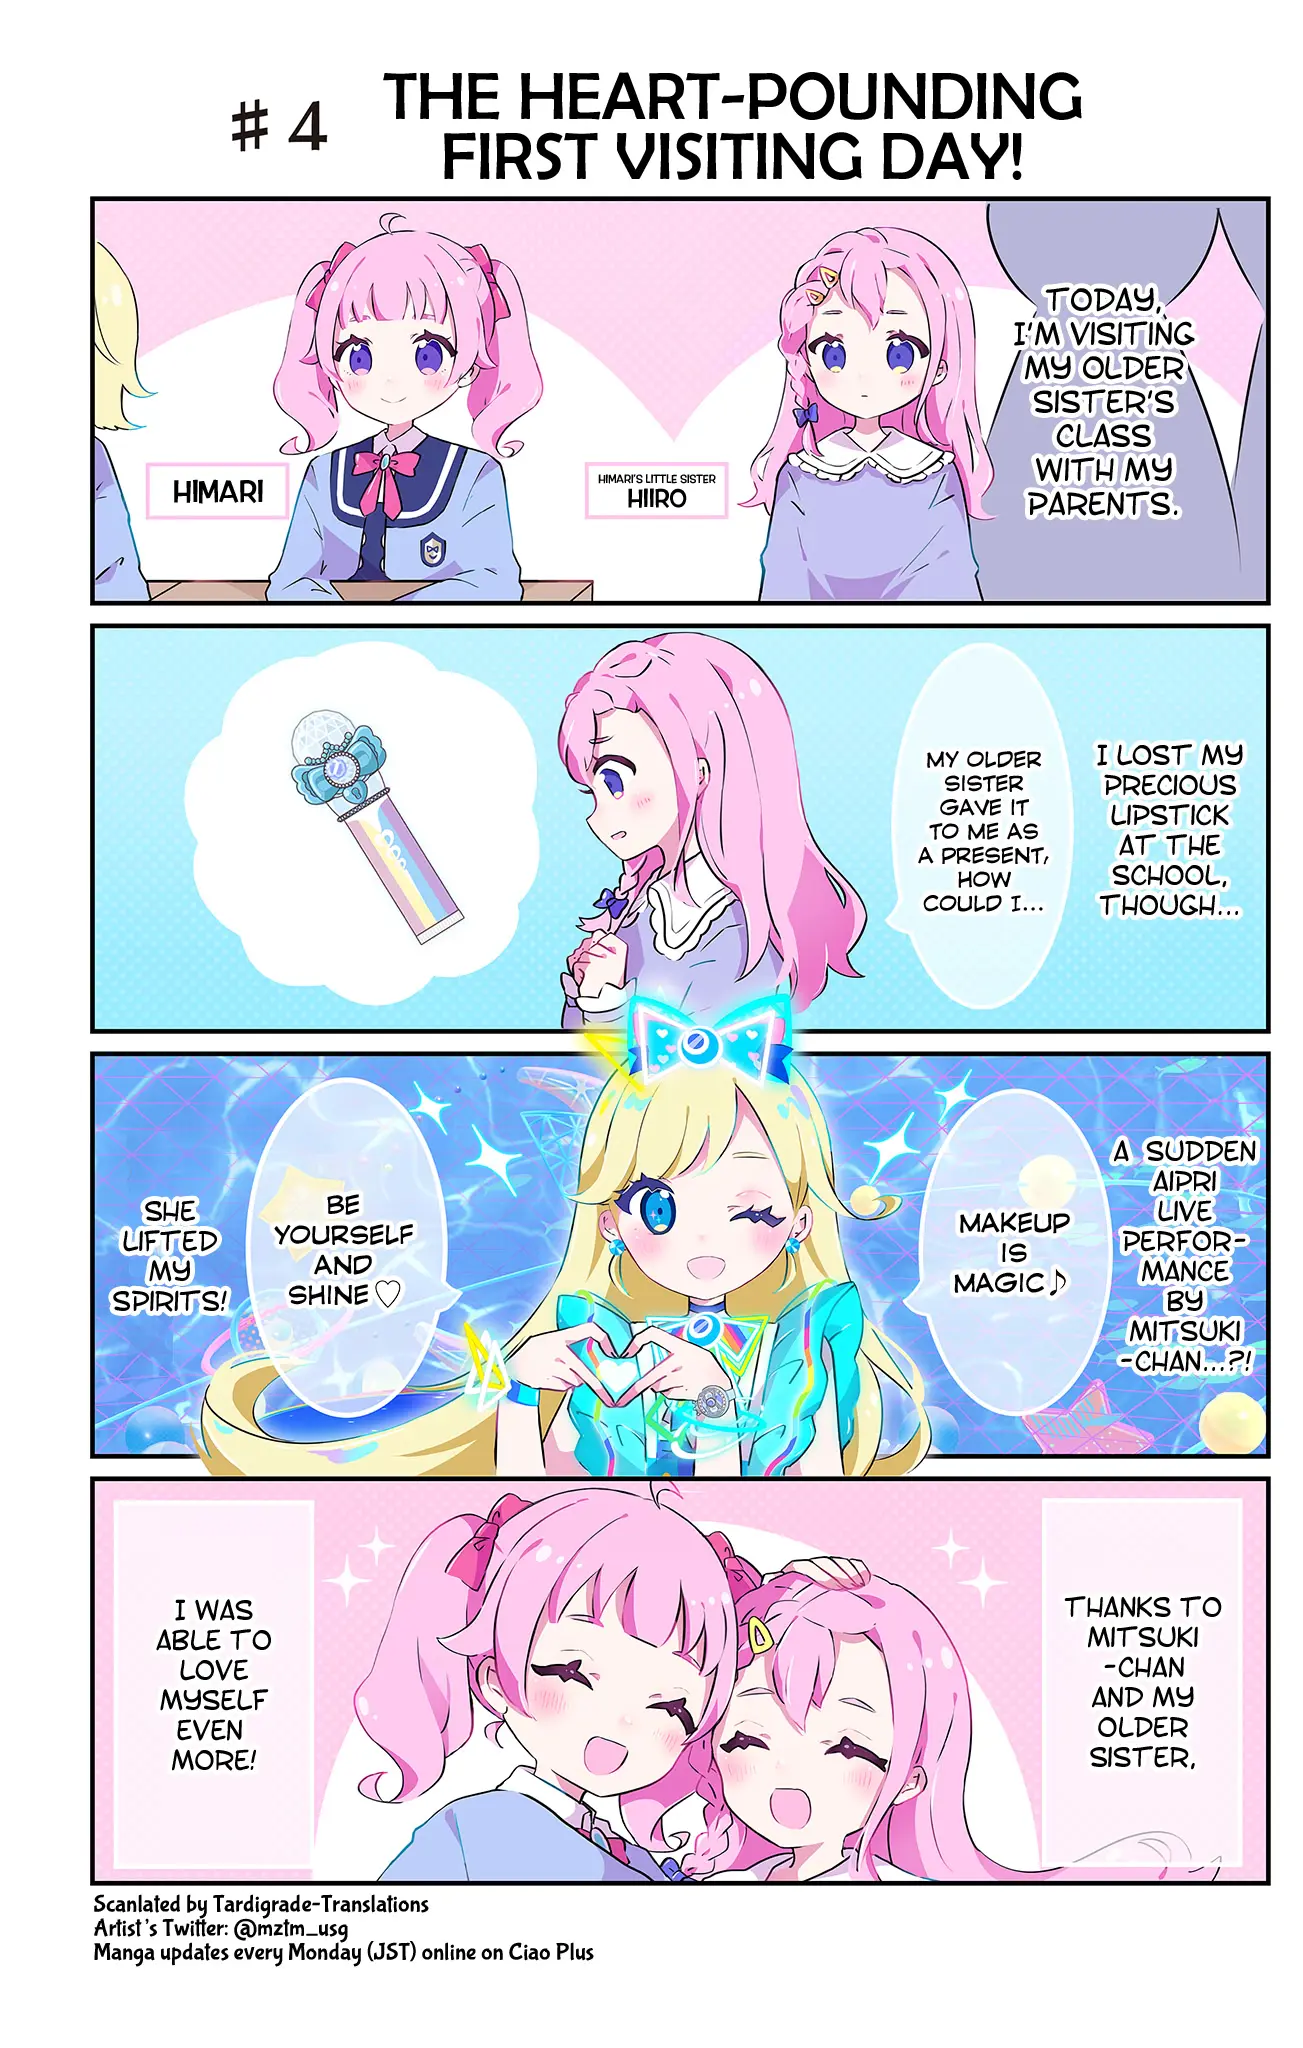 #4
THE HEART-POUNDING
FIRST VISITING DAY!
TODAY,
I'M VISITING
MY OLDER
SISTER'S
CLASS
WITH MY
PARENTS.
HIMARI'S LITTLE SISTER
HIIRO
HIMARI
I LOST MY
PRECIOUS
LIPSTICK
AT THE
SCHOOL,
THOUGH...
MY OLDER
SISTER
GAVE IT
TO ME AS
A PRESENT,
HOW
COULD I...
A SUDDEN
AIPRI
LIVE
PERFOR-
MANCE
BY
MITSUKI
-CHAN...?!
MAKEUP
IS
MAGIC♪
BE
YOURSELF
AND
SHINE♡
SHE
LIFTED
MY
SPIRITS!
THANKS TO
MITSUKI
-CHAN
AND MY
OLDER
SISTER,
I WAS
ABLE TO
LOVE
MYSELF
EVEN
MORE!
Scanlated by Tardigrade-Translations
Artist's Twitter: @mztm_usg
Manga updates every Monday (JST) online on Ciao Plus